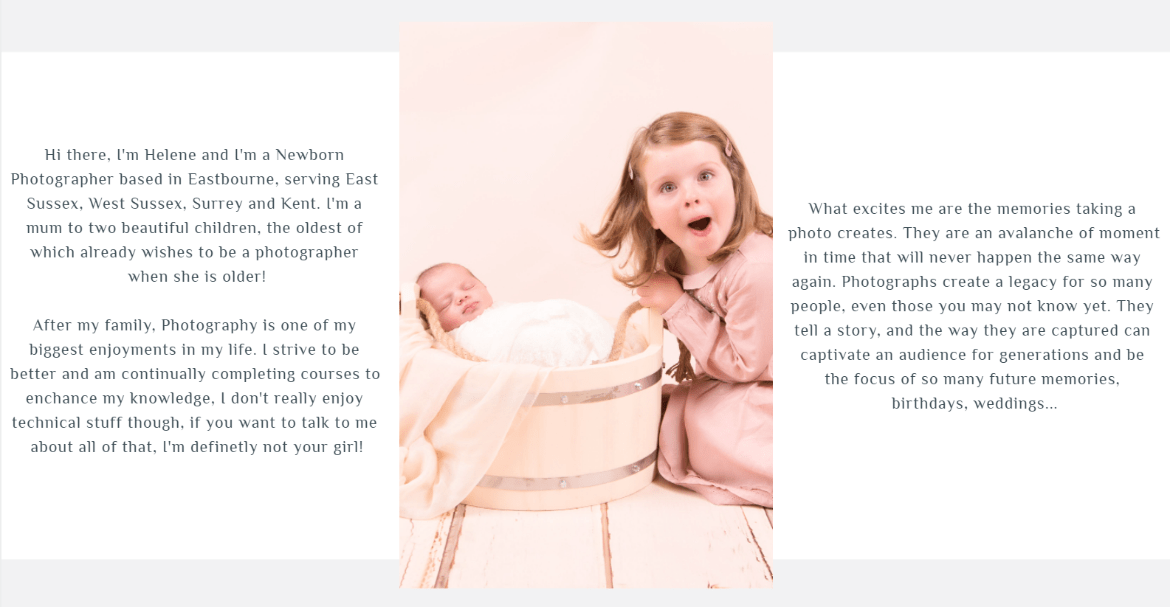 Hi there, I'm Helene and I'm a Newborn
Photographer based in Eastbourne, serving East
Sussex, West Sussex, Surrey and Kent. I'm a
mum to two beautiful children, the oldest of
which already wishes to be a photographer
when she is older!
After my family, Photography is one of my
biggest enjoyments in my life. I strive to be
better and am continually completing courses to
enchance my knowledge, I don't really enjoy
technical stuff though, if you want to talk to me
about all of that, I'm definetly not your girl!
What excites me are the memories taking a
photo creates. They are an avalanche of moment
in time that will never happen the same way
again. Photographs create a legacy for so many
people, even those you may not know yet. They
tell a story, and the way they are captured can
captivate an audience for generations and be
the focus of so many future memories,
birthdays, weddings...